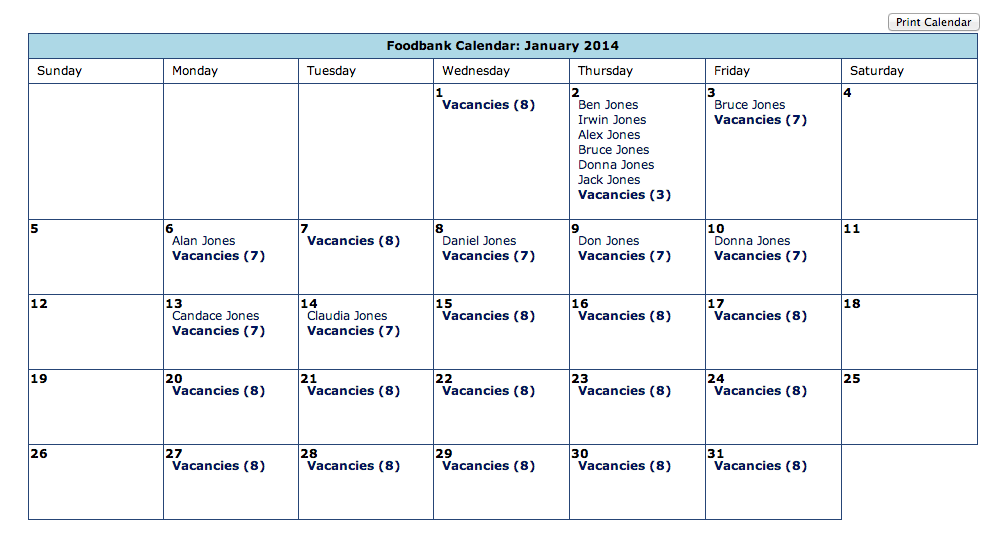 Print Calendar
Foodbank Calendar: January 2014
Sunday Monday Tuesday Wednesday Thursday Friday Saturday
1
Vacancies (8)
2
Ben Jones
Irwin Jones
Alex Jones
Bruce Jones
Donna Jones
Jack Jones
Vacancies (3)
3
Bruce Jones
Vacancies (7)
4
5
6
Alan Jones
Vacancies (7)
7
Vacancies (8)
8
Daniel Jones
Vacancies (7)
9
Don Jones
Vacancies (7)
10
Donna Jones
Vacancies (7)
11
12
13
Candace Jones
Vacancies (7)
14
Claudia Jones
Vacancies (7)
15
Vacancies (8)
16
Vacancies (8)
17
Vacancies (8)
18
19
20
Vacancies (8)
21
Vacancies (8)
22
Vacancies (8)
23
Vacancies (8)
24
Vacancies (8)
25
26
27
Vacancies (8)
28
Vacancies (8)
29
Vacancies (8)
30
Vacancies (8)
31
Vacancies (8)